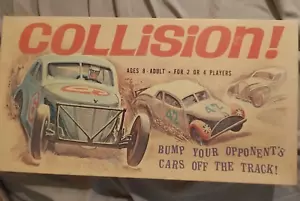 COLLiSiON!
AGES 8-ADULT • FOR 2 OR 4 PLAYERS
BUMP YOUR OPPONENT'S
CARS OFF THE TRACK!